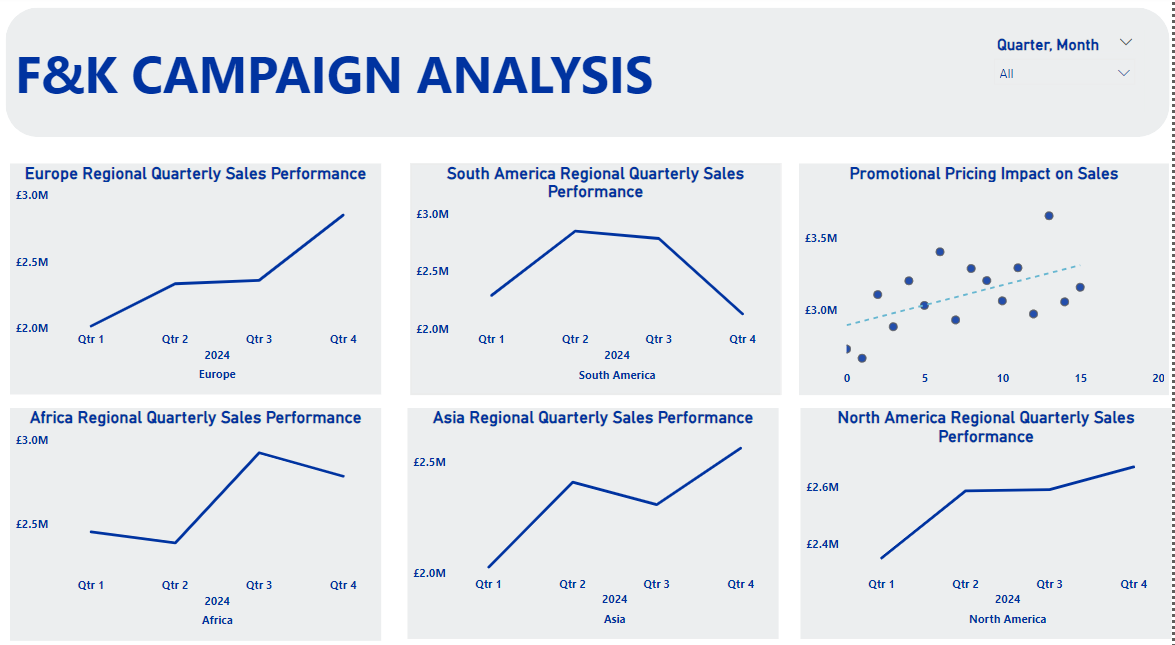 F&K CAMPAIGN ANALYSIS
Quarter, Month
All
Europe Regional Quarterly Sales Performance
£3.0M
£2.5M
£2.0M
Qtr 1 Qtr 2 Qtr 3 Qtr 4
2024
Europe
South America Regional Quarterly Sales
Performance
£3.0M
£2.5M
£2.0M
Qtr 1 Qtr 2 Qtr 3 Qtr 4
2024
South America
Promotional Pricing Impact on Sales
£3.5M
£3.0M
0 5 10 15 20
Africa Regional Quarterly Sales Performance
£3.0M
£2.5M
Qtr 1 Qtr 2 Qtr 3 Qtr 4
2024
Africa
Asia Regional Quarterly Sales Performance
£2.5M
£2.0M
Qtr 1 Qtr 2 Qtr 3 Qtr 4
2024
Asia
North America Regional Quarterly Sales
Performance
£2.6M
£2.4M
Qtr 1 Qtr 2 Qtr 3 Qtr 4
2024
North America